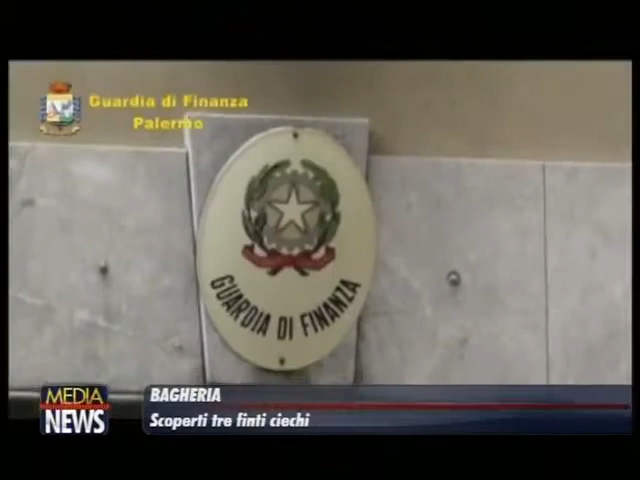 Guardia di Finanza
Palermo
GUARDIA DI FINANZA
MEDIA
NEWS
BAGHERIA
Scoperti tre finti ciechi